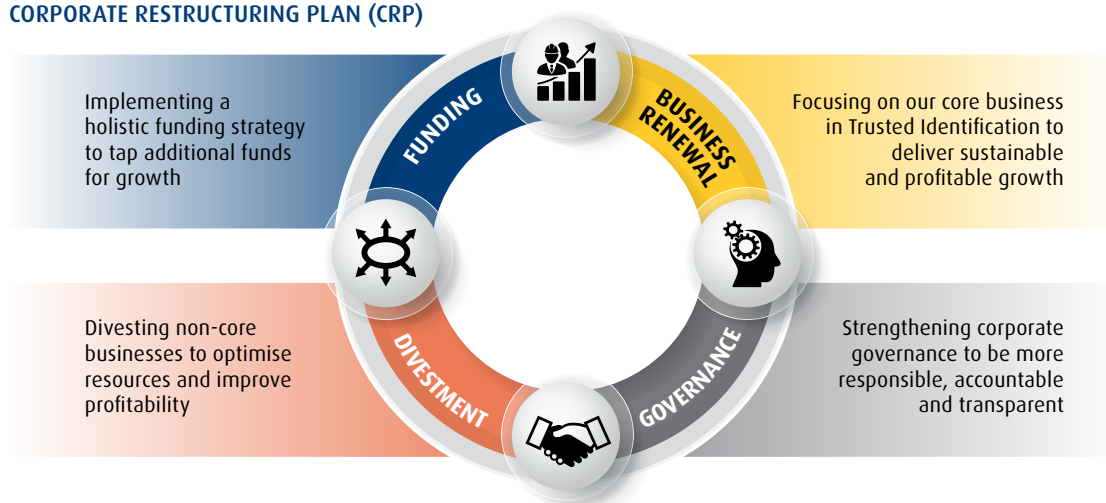 CORPORATE RESTRUCTURING PLAN (CRP)
FUNDING
Implementing a
holistic funding strategy
to tap additional funds
for growth
BUSINESS
RENEWAL
Focusing on our core business
in Trusted Identification to
deliver sustainable
and profitable growth
DIVESTMENT
Divesting non-core
businesses to optimise
resources and improve
profitability
GOVERNANCE
Strengthening corporate
governance to be more
responsible, accountable
and transparent